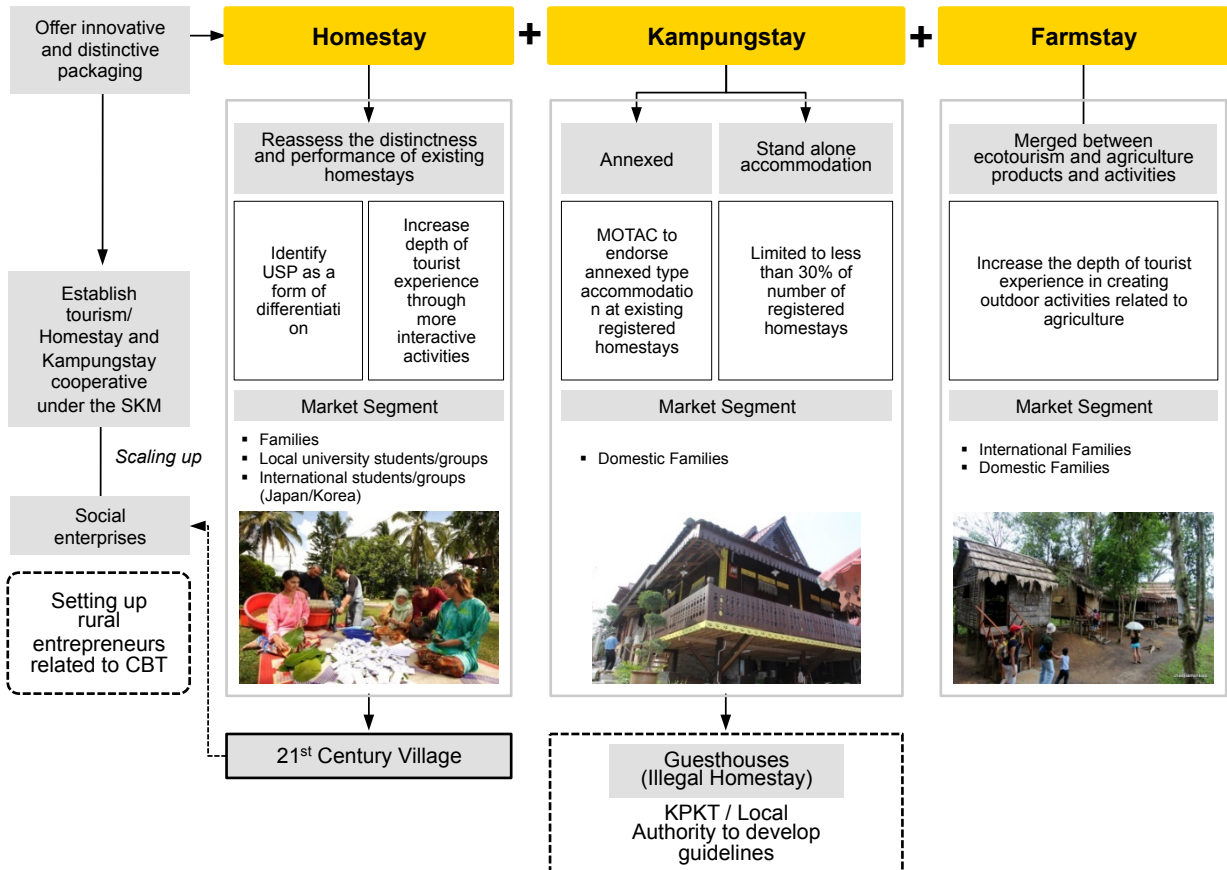 Offer innovative
and distinctive
packaging
Homestay
+
Kampungstay
+
Farmstay
Reassess the distinctness
and performance of existing
homestays
Identify
USP as a
form of
differentiati
on
Increase
depth of
tourist
experience
through
more
interactive
activities
Annexed
Stand alone
accommodation
MOTAC to
endorse
annexed type
accommodatio
n at existing
registered
homestays
Limited to less
than 30% of
number of
registered
homestays
Merged between
ecotourism and agriculture
products and activities
Increase the depth of tourist
experience in creating
outdoor activities related to
agriculture
Establish
tourism/
Homestay and
Kampungstay
cooperative
under the SKM
Scaling up
Social
enterprises
Setting up
rural
entrepreneurs
related to CBT
Market Segment
▪ Families
▪ Local university students/groups
▪ International students/groups
(Japan/Korea)
Market Segment
▪ Domestic Families
Market Segment
▪ International Families
▪ Domestic Families
21st Century Village
Guesthouses
(Illegal Homestay)
KPKT / Local
Authority to develop
guidelines